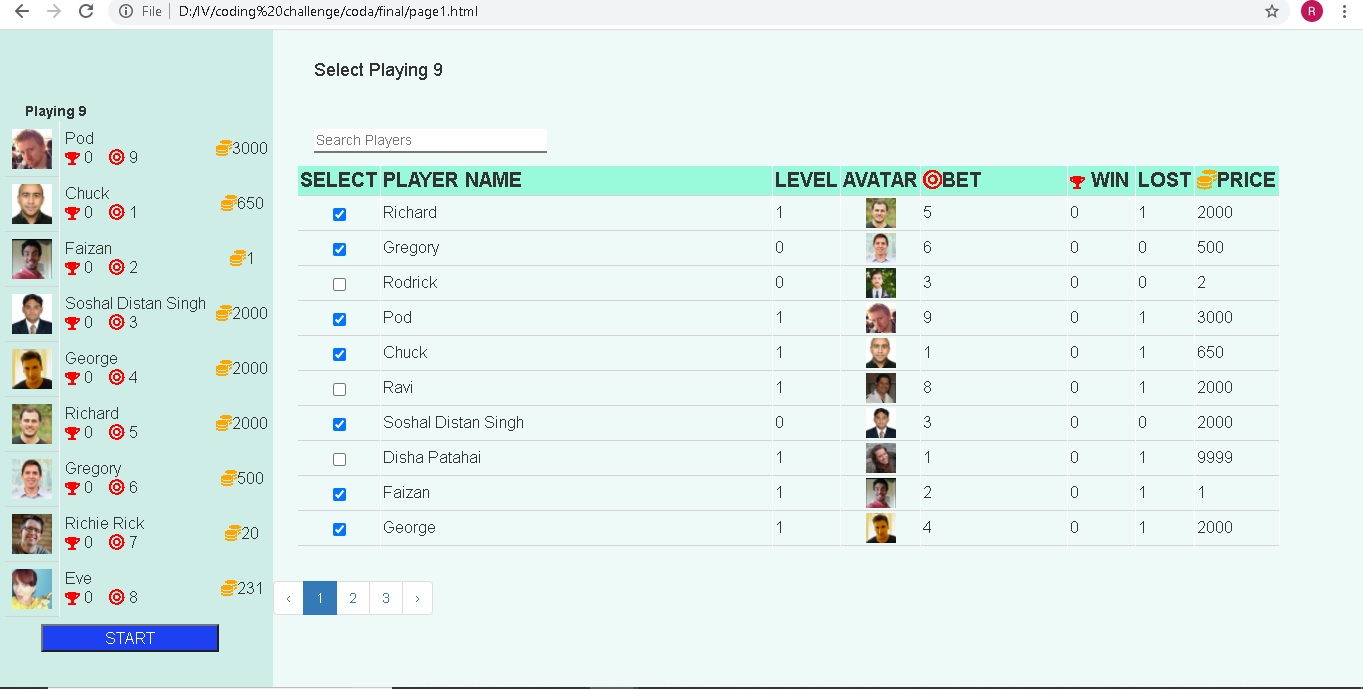 File D:/IV/coding%20challenge/coda/final/page1.html R
Select Playing 9
Playing 9
Pod
0 9 3000
Chuck
0 1 650
Faizan
0 2 1
Soshal Distan Singh
0 3 2000
George
0 4 2000
Richard
0 5 2000
Gregory
0 6 500
Richie Rick
0 7 20
Eve
0 8 231
START
Search Players
SELECT PLAYER NAME LEVEL AVATAR BET WIN LOST PRICE
Richard 1 5 0 1 2000
Gregory 0 6 0 0 500
Rodrick 0 3 0 0 2
Pod 1 9 0 1 3000
Chuck 1 1 0 1 650
Ravi 1 8 0 1 2000
Soshal Distan Singh 0 3 0 0 2000
Disha Patahai 1 1 0 1 9999
Faizan 1 2 0 1 1
George 1 4 0 1 2000
‹ 1 2 3 ›